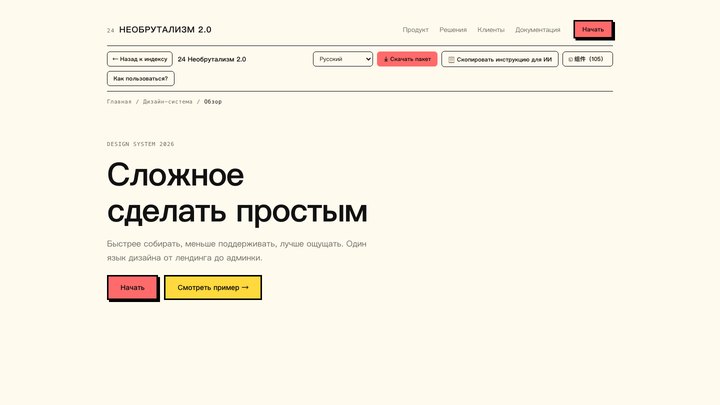 24 НЕОБРУТАЛИЗМ 2.0
Продукт Решения Клиенты Документация Начать
← Назад к индексу 24 Необрутализм 2.0 Русский Скачать пакет 📋 Скопировать инструкцию для ИИ 组件 (105)
Как пользоваться?
Главная / Дизайн-система / Обзор
DESIGN SYSTEM 2026
Сложное
сделать простым
Быстрее собирать, меньше поддерживать, лучше ощущать. Один
язык дизайна от лендинга до админки.
Начать Смотреть пример →